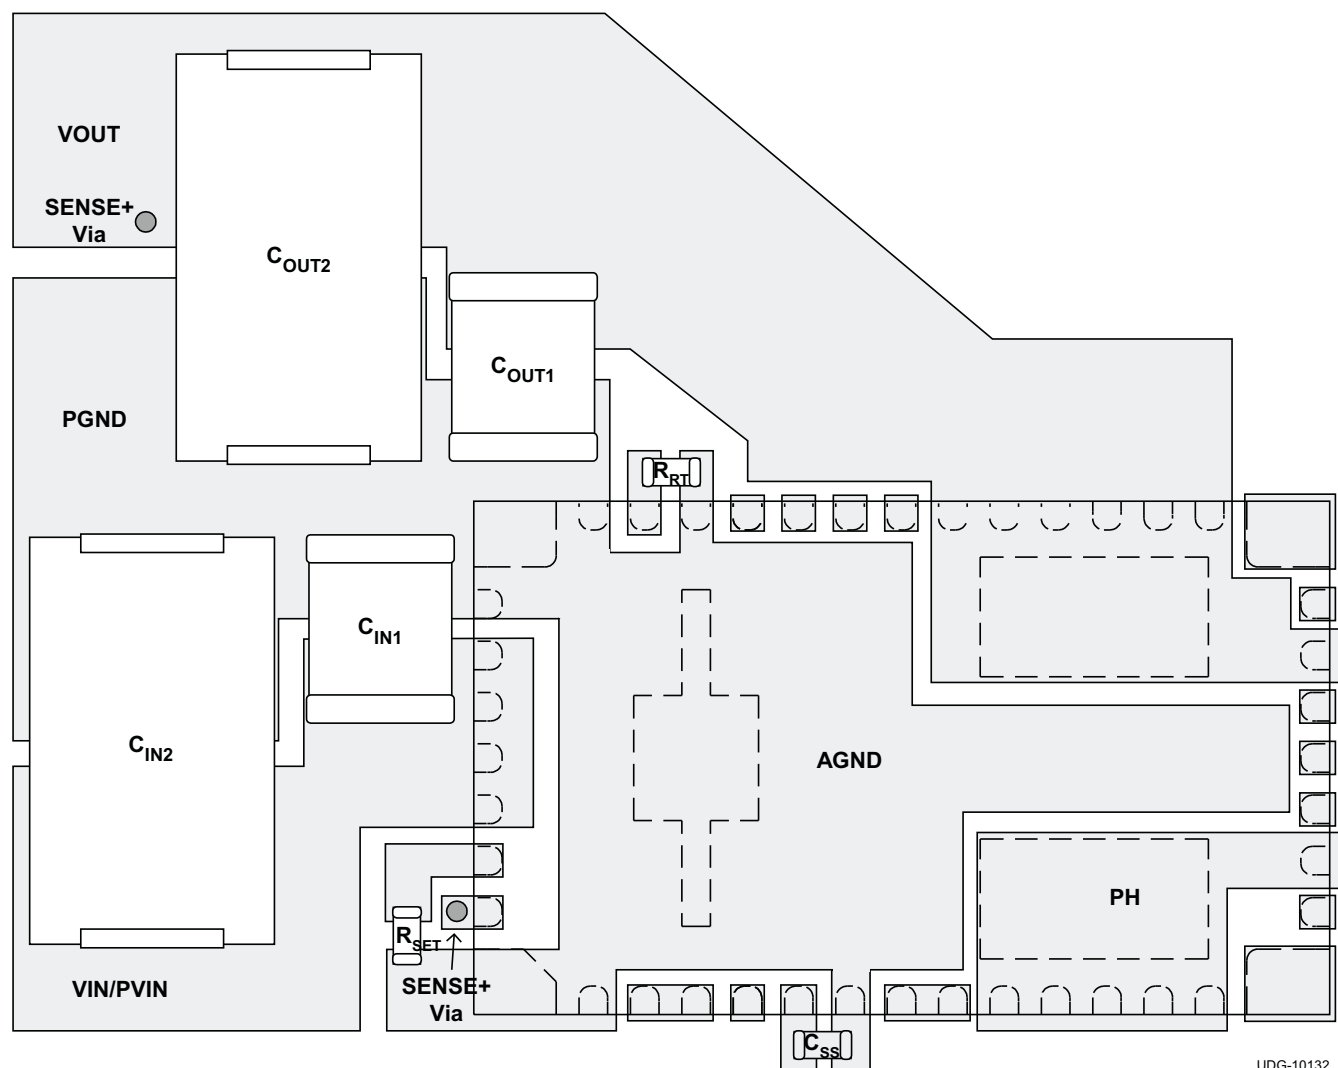 VOUT
SENSE+
Via
COUT2
COUT1
PGND
RRT
CIN1
CIN2
AGND
PH
RSET
SENSE+
Via
VIN/PVIN
CSS
UDG-10132